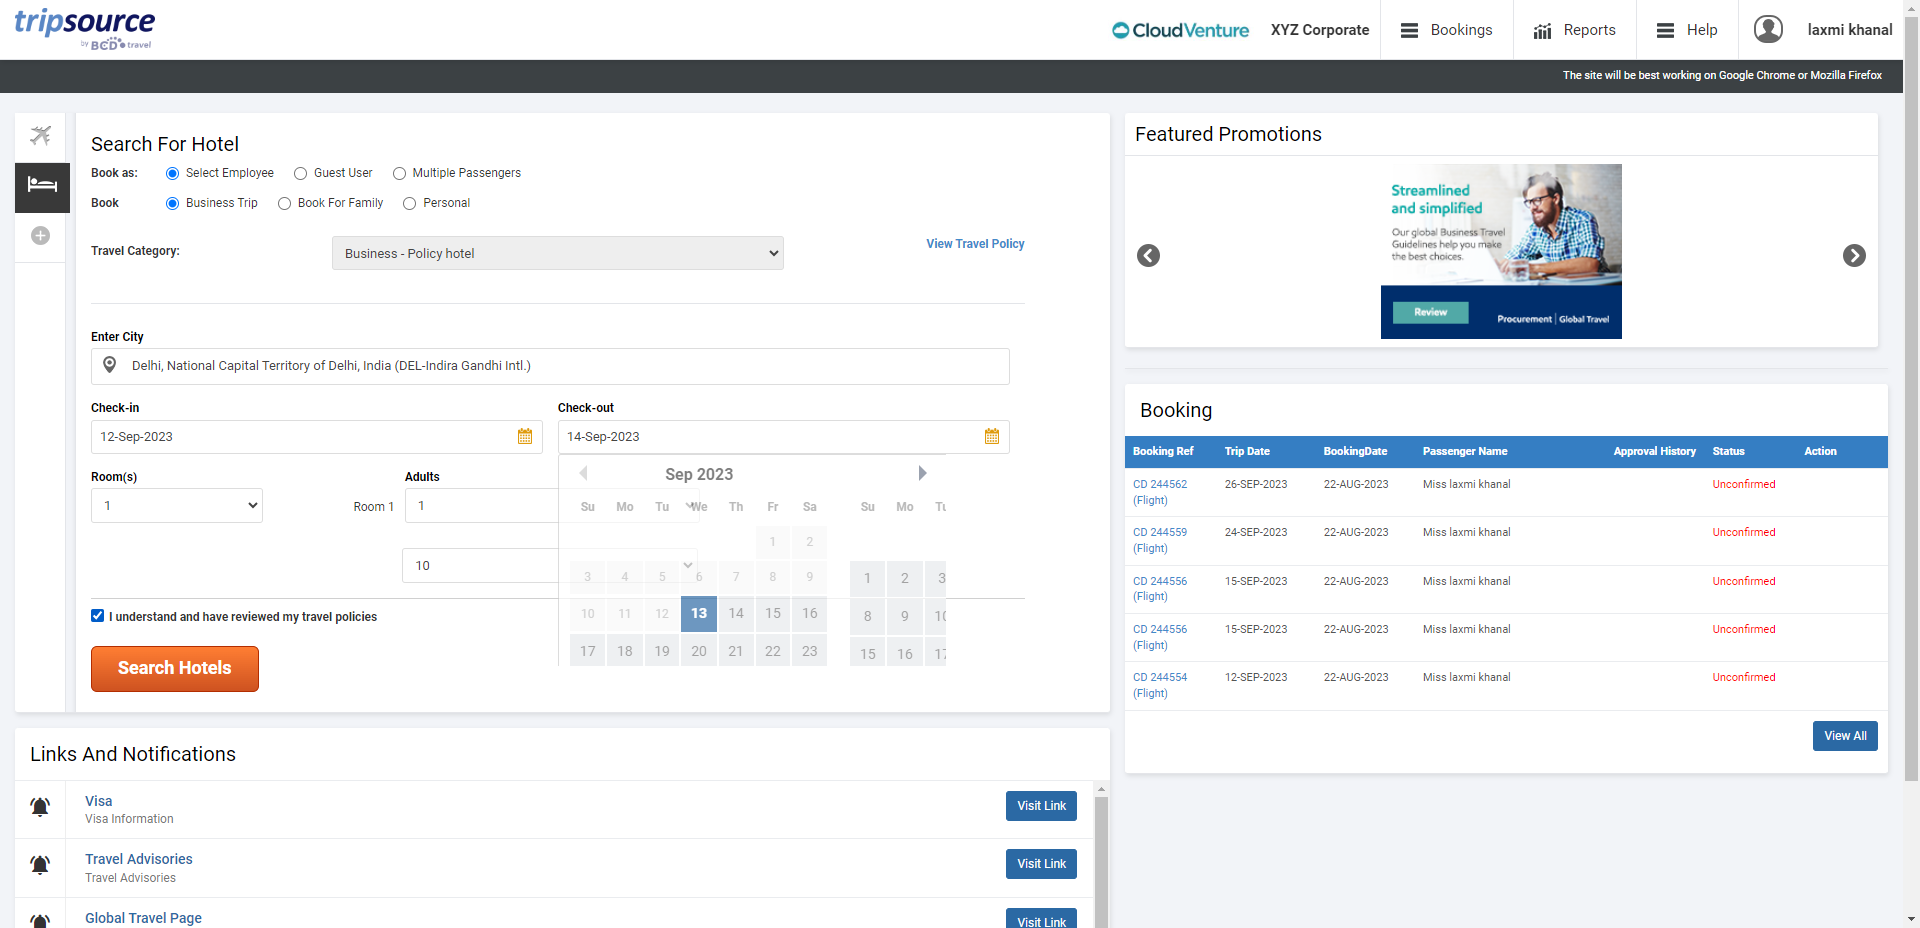 tripsource
by BCD travel
CloudVenture
XYZ Corporate
Bookings
Reports
Help
laxmi khanal
The site will be best working on Google Chrome or Mozilla Firefox
Search For Hotel
Book as: Select Employee Guest User Multiple Passengers
Book Business Trip Book For Family Personal
Travel Category: Business - Policy hotel View Travel Policy
Enter City
Delhi, National Capital Territory of Delhi, India (DEL-Indira Gandhi Intl.)
Check-in Check-out
12-Sep-2023 14-Sep-2023
Room(s) Adults
1 Room 1 1
10
Sep 2023
Su Mo Tu We Th Fr Sa Su Mo Tu
1 2
3 4 5 6 7 8 9 1 2 3
10 11 12 13 14 15 16 8 9 10
17 18 19 20 21 22 23 15 16 17
I understand and have reviewed my travel policies
Search Hotels
Links And Notifications
Visa
Visa Information
Visit Link
Travel Advisories
Travel Advisories
Visit Link
Global Travel Page
Visit Link
Featured Promotions
Streamlined
and simplified
Our global Business Travel
Guidelines help you make
the best choices.
Review
Procurement | Global Travel
Booking
Booking Ref Trip Date BookingDate Passenger Name Approval History Status Action
CD 244562 26-SEP-2023 22-AUG-2023 Miss laxmi khanal Unconfirmed
(Flight)
CD 244559 24-SEP-2023 22-AUG-2023 Miss laxmi khanal Unconfirmed
(Flight)
CD 244556 15-SEP-2023 22-AUG-2023 Miss laxmi khanal Unconfirmed
(Flight)
CD 244556 15-SEP-2023 22-AUG-2023 Miss laxmi khanal Unconfirmed
(Flight)
CD 244554 12-SEP-2023 22-AUG-2023 Miss laxmi khanal Unconfirmed
(Flight)
View All